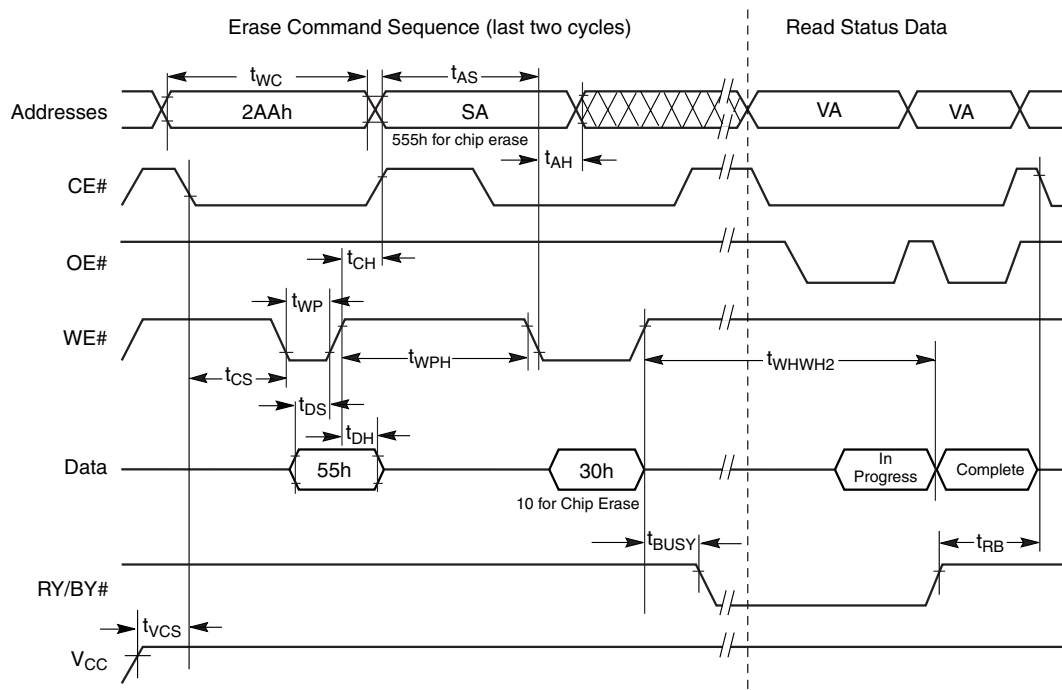 Erase Command Sequence (last two cycles)
Read Status Data
tWC
tAS
Addresses
2AAh
SA
VA
VA
555h for chip erase
tAH
CE#
OE#
tCH
tWP
WE#
tWPH
tWHWH2
tCS
tDS
tDH
Data
55h
30h
In
Progress
Complete
10 for Chip Erase
tBUSY
tRB
RY/BY#
tVCS
VCC